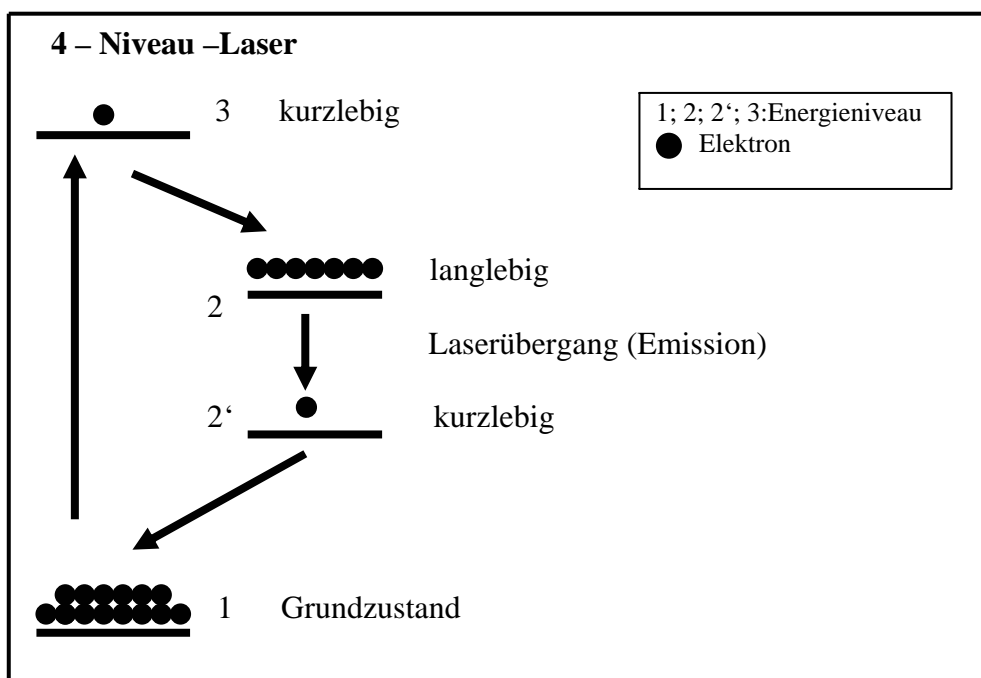 4 – Niveau –Laser
3 kurzlebig
1; 2; 2‘; 3:Energieniveau
Elektron
langlebig
2
Laserübergang (Emission)
2‘ kurzlebig
1 Grundzustand